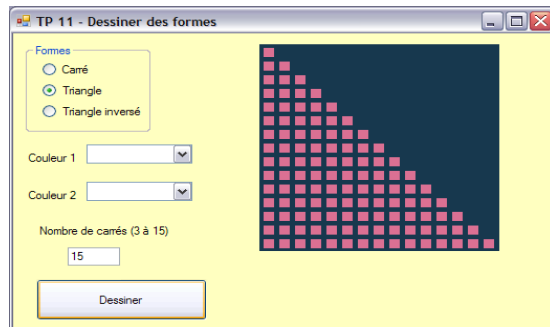 TP 11 - Dessiner des formes
Formes
Carré
Triangle
Triangle inversé
Couleur 1
Couleur 2
Nombre de carrés (3 à 15)
15
Dessiner